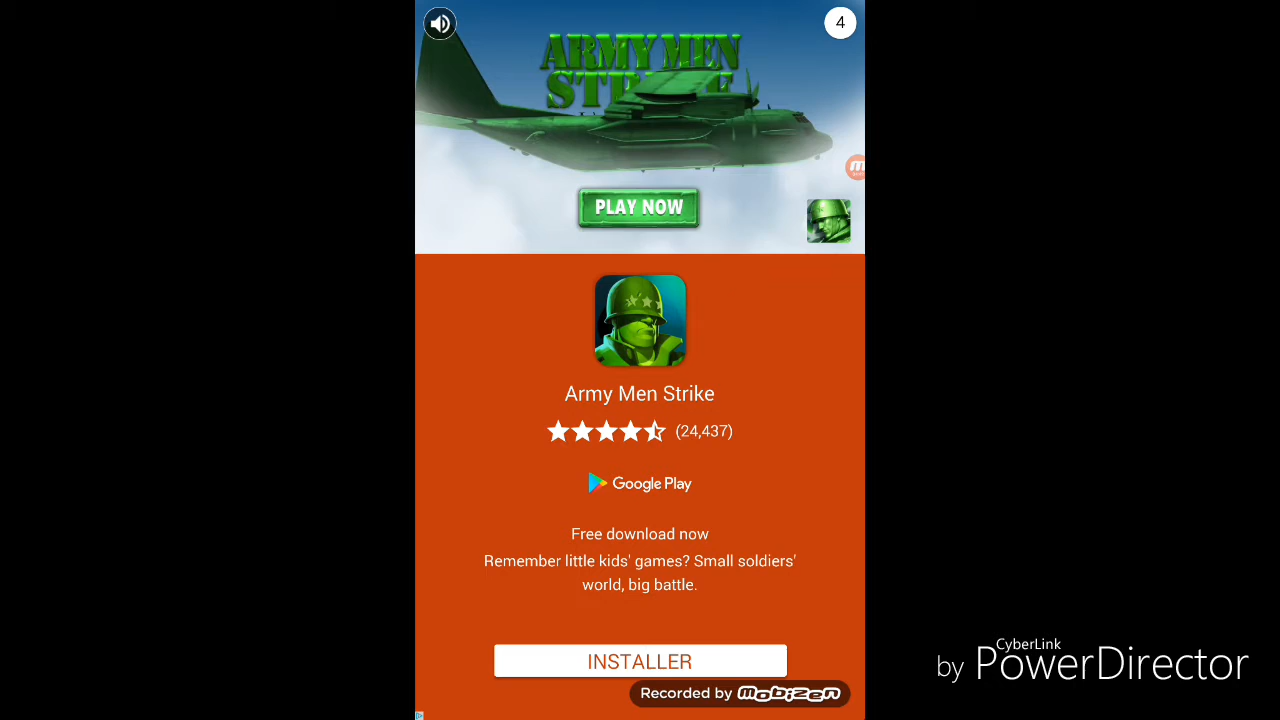 4
ARMY MEN
STRIKE
PLAY NOW
Army Men Strike
(24,437)
Google Play
Free download now
Remember little kids' games? Small soldiers'
world, big battle.
INSTALLER
Recorded by mobizen
CyberLink
by PowerDirector